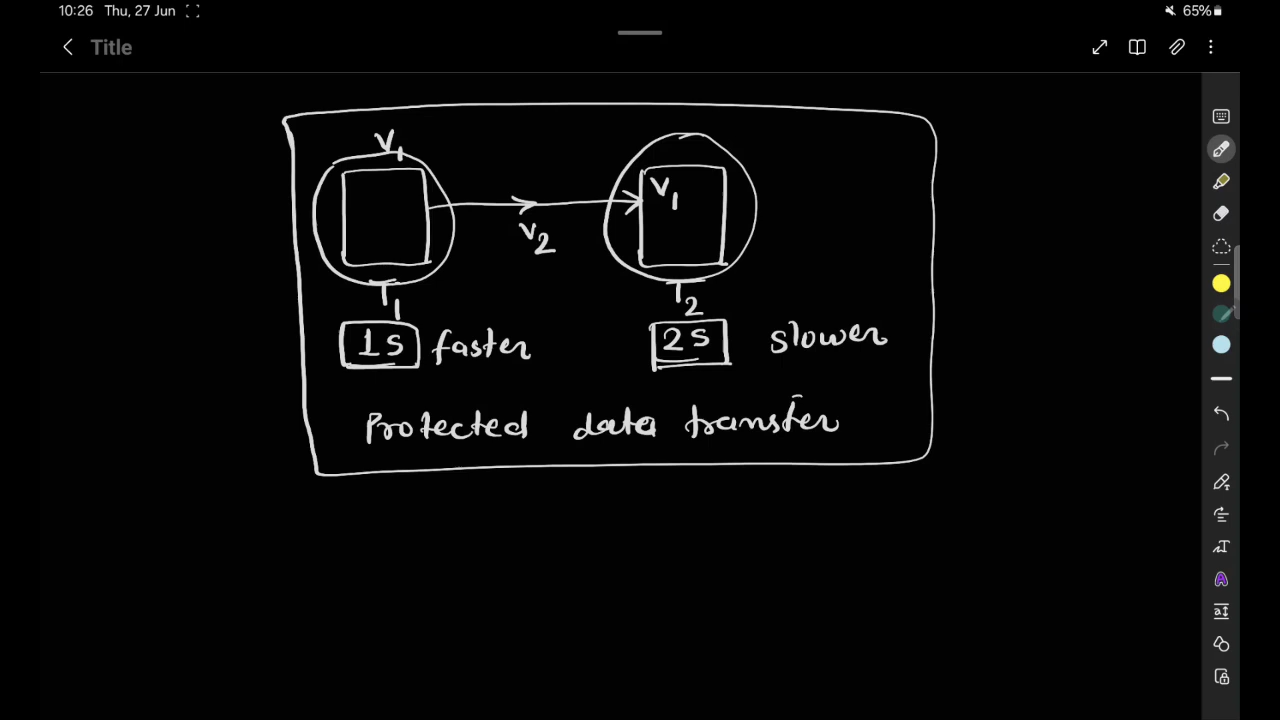 10:26 Thu, 27 Jun
65%
Title
V1
V1
V2
T1
T2
1s faster
2s slower
Protected data transfer